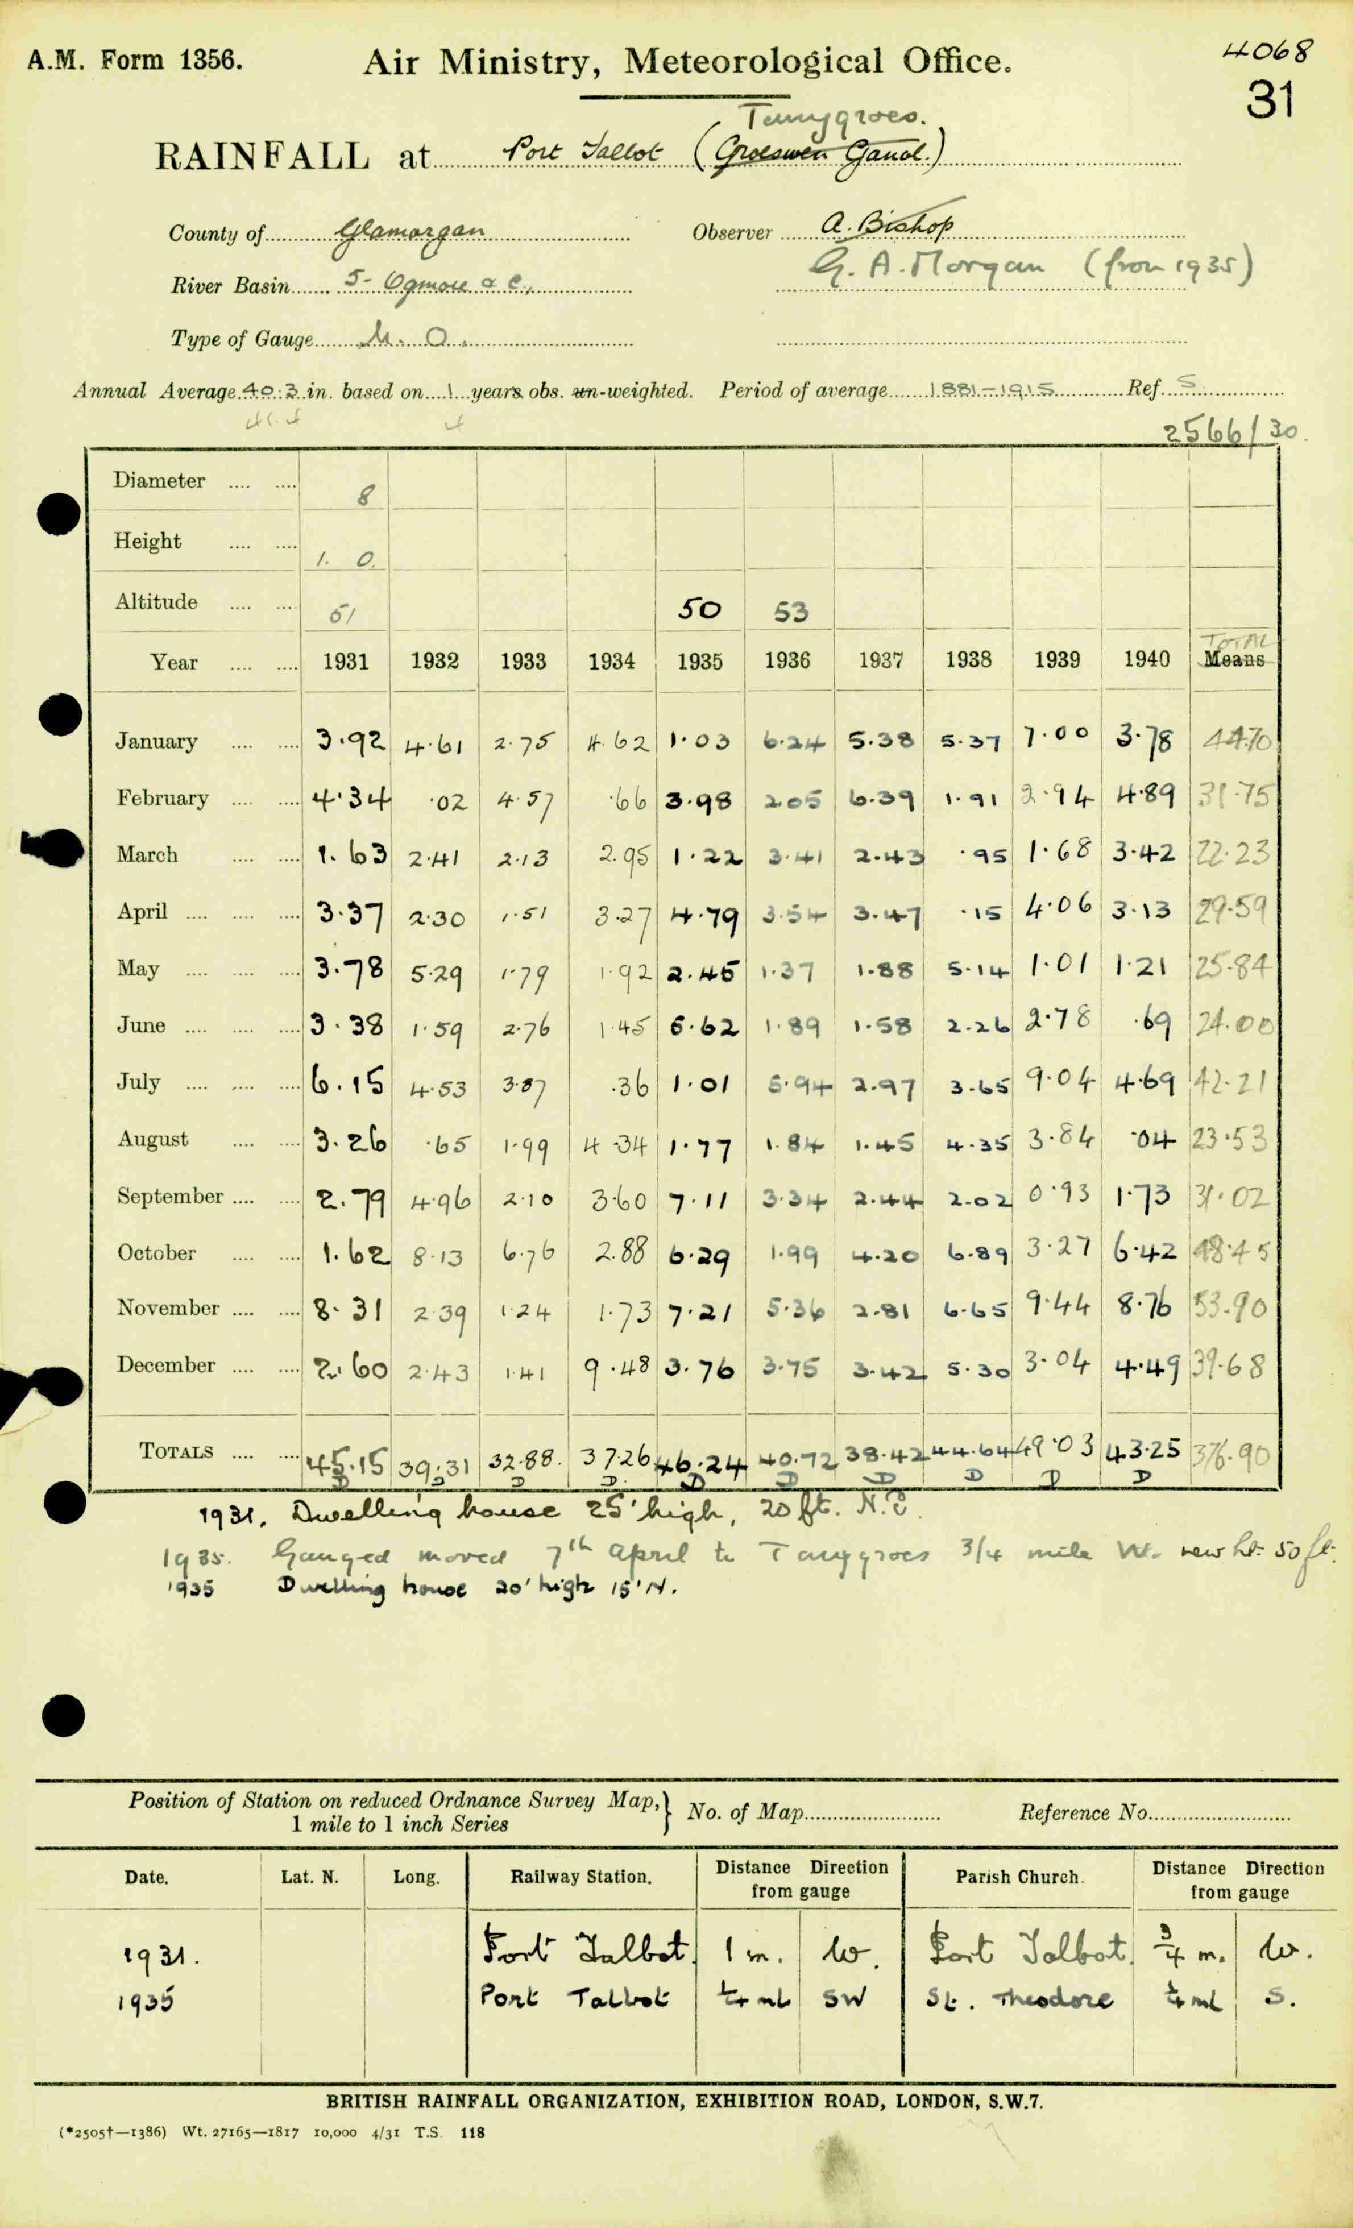 A.M. Form 1356. Air Ministry, Meteorological Office. 4068
31
Tanygroes.
RAINFALL at Port Talbot (Groeswen Gand.)
County of Glamorgan Observer A. Bishop
River Basin 5- Ogmore &c., G. A. Morgan (from 1935)
Type of Gauge M. O.
Annual Average 40.3 in. based on 1 years obs. un-weighted. Period of average 1881-1915 Ref. S
41.4 4 2566/30.
Diameter 8
Height 1. 0.
Altitude 51 50 53
TOTAL
Year 1931 1932 1933 1934 1935 1936 1937 1938 1939 1940 Means
January 3.92 4.61 2.75 4.62 1.03 6.24 5.38 5.37 7.00 3.78 44.70
February 4.34 .02 4.57 .66 3.98 2.05 6.39 1.91 2.94 4.89 31.75
March 1.63 2.41 2.13 2.95 1.22 3.41 2.43 .95 1.68 3.42 22.23
April 3.37 2.30 1.51 3.27 4.79 3.54 3.47 .15 4.06 3.13 29.59
May 3.78 5.29 1.79 1.92 2.45 1.37 1.88 5.14 1.01 1.21 25.84
June 3.38 1.59 2.76 1.45 5.62 1.89 1.58 2.26 2.78 .69 24.00
July 6.15 4.53 3.87 .36 1.01 5.94 2.97 3.65 9.04 4.69 42.21
August 3.26 .65 1.99 4.34 1.77 1.84 1.45 4.35 3.84 .04 23.53
September 2.79 4.96 2.10 3.60 7.11 3.34 2.44 2.02 0.93 1.73 31.02
October 1.62 8.13 6.76 2.88 6.29 1.99 4.20 6.89 3.27 6.42 48.45
November 8.31 2.39 1.24 1.73 7.21 5.36 2.81 6.65 9.44 8.76 53.90
December 2.60 2.43 1.41 9.48 3.76 3.75 3.42 5.30 3.04 4.49 39.68
TOTALS 45.15 39.31 32.88. 37.26 46.24 40.72 38.42 44.64 49.03 43.25 376.90
D D D D. D D D D D D
1931. Dwelling house 25' high, 20 ft. N.E.
1935. Gauged moved 7th April to Tanygroes 3/4 mile W. new ht. 50 ft.
1935 Dwelling house 20' high 15' N.
Position of Station on reduced Ordnance Survey Map, 1 mile to 1 inch Series } No. of Map Reference No.
Date. Lat. N. Long. Railway Station. Distance Direction from gauge Parish Church. Distance Direction from gauge
1931. Port Talbot. 1 m. W. Port Talbot. 3/4 m. W.
1935 Port Talbot 1/4 ml SW St. Theodore 1/4 ml S.
BRITISH RAINFALL ORGANIZATION, EXHIBITION ROAD, LONDON, S.W.7.
(*2505†—1386) Wt. 27165—1817 10,000 4/31 T.S. 118